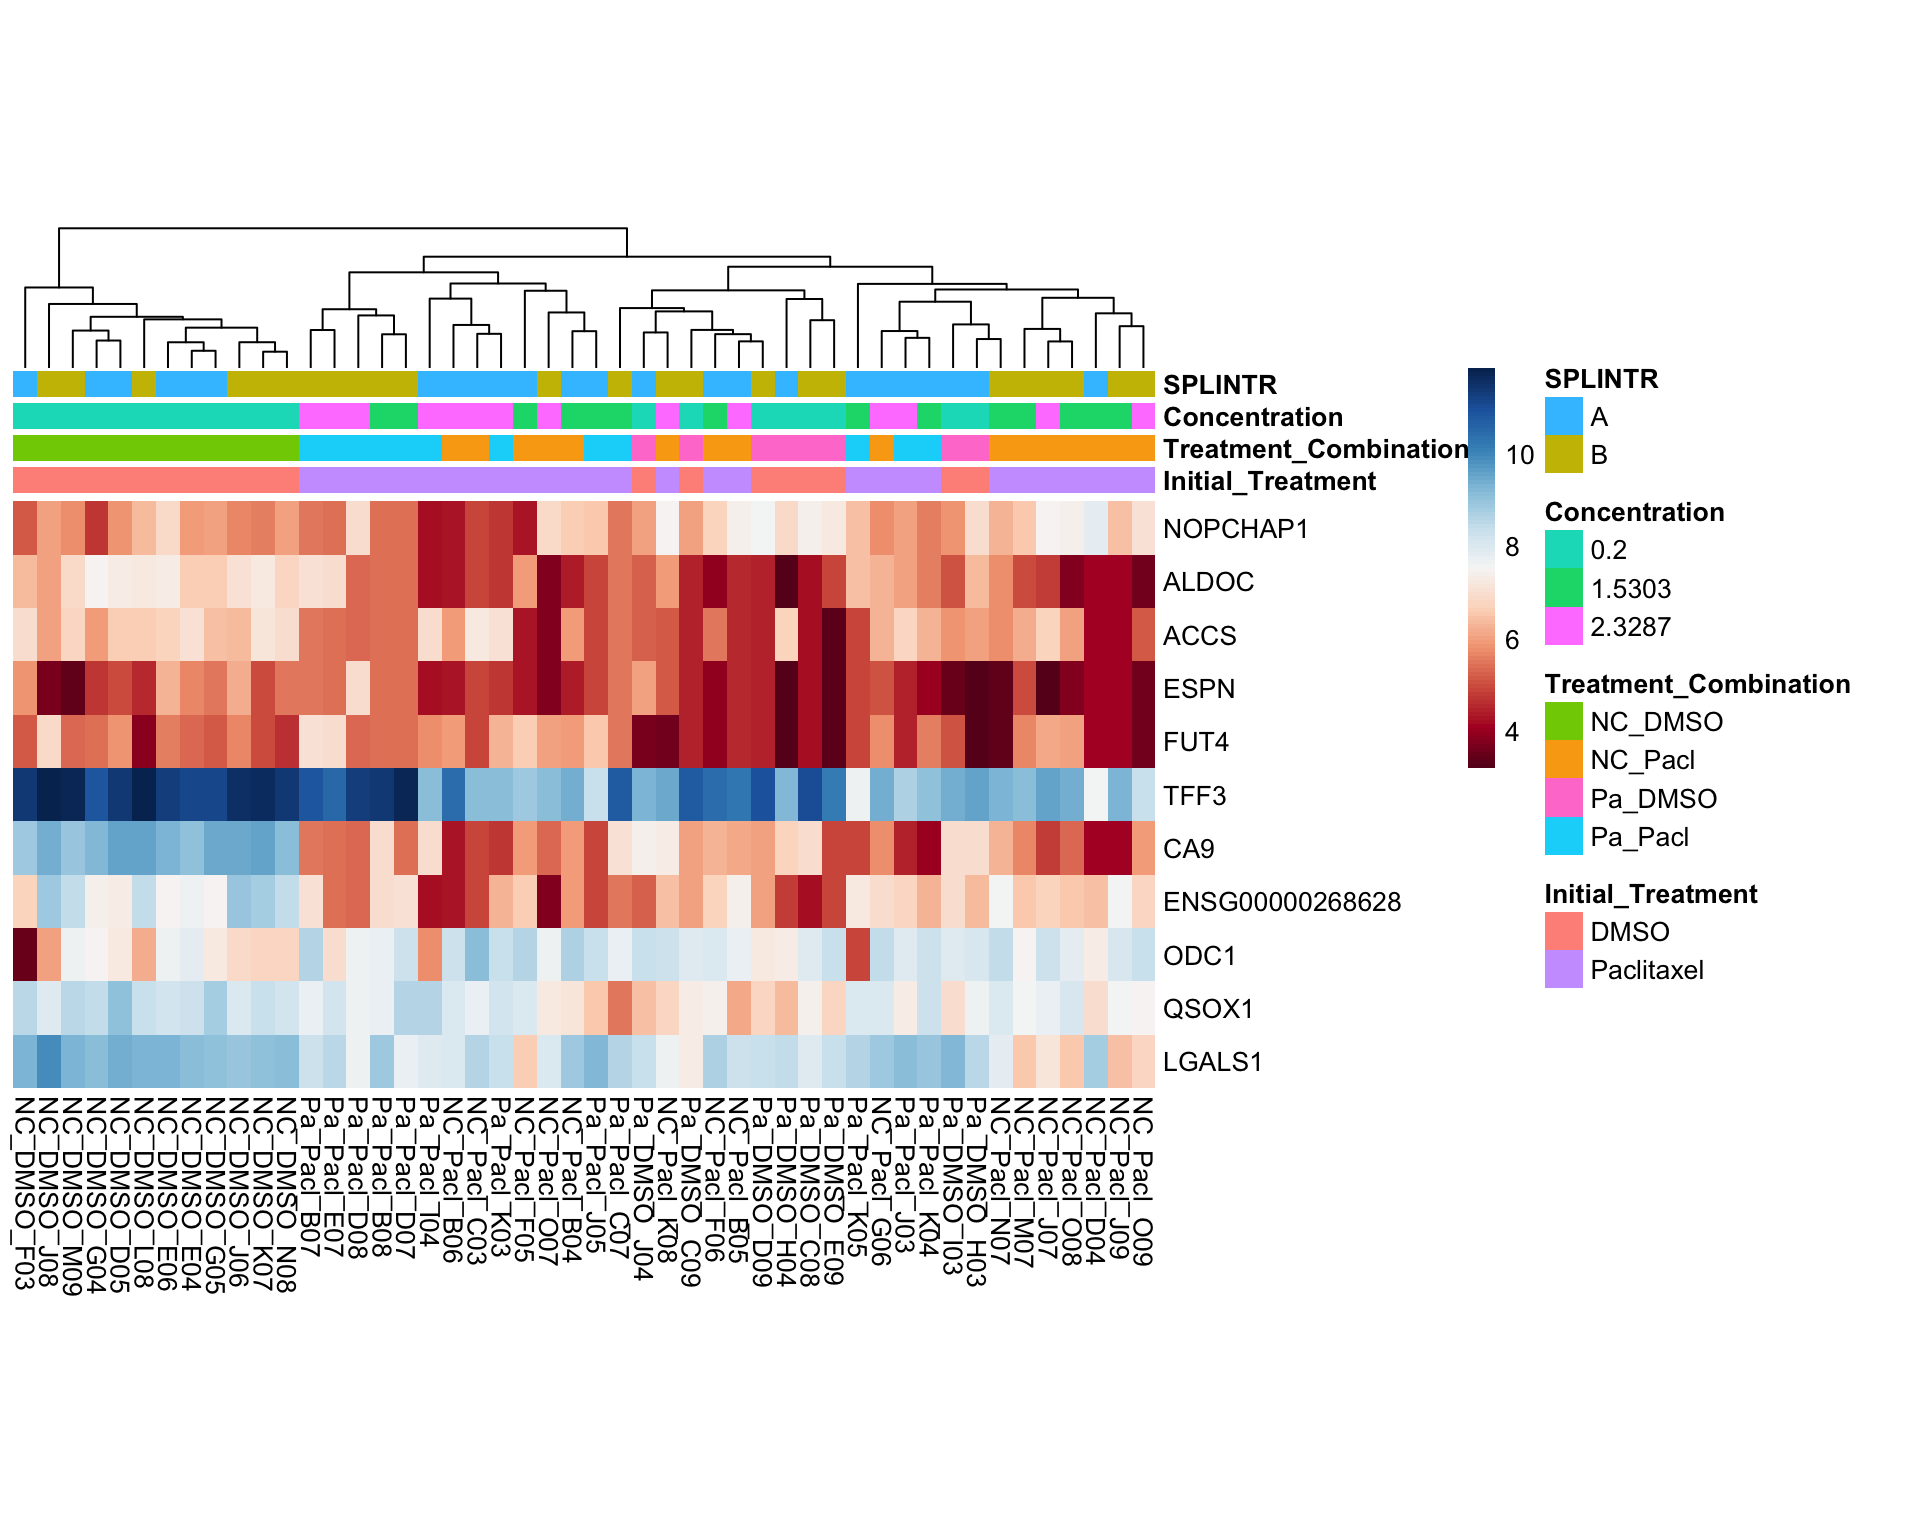 SPLINTR
Concentration
Treatment_Combination
Initial_Treatment
NOPCHAP1
ALDOC
ACCS
ESPN
FUT4
TFF3
CA9
ENSG00000268628
ODC1
QSOX1
LGALS1
10
8
6
4
SPLINTR
A
B
Concentration
0.2
1.5303
2.3287
Treatment_Combination
NC_DMSO
NC_Pacl
Pa_DMSO
Pa_Pacl
Initial_Treatment
DMSO
Paclitaxel
NC_DMSO_F03
NC_DMSO_J08
NC_DMSO_M09
NC_DMSO_G04
NC_DMSO_D05
NC_DMSO_L08
NC_DMSO_E06
NC_DMSO_E04
NC_DMSO_G05
NC_DMSO_J06
NC_DMSO_K07
NC_DMSO_N08
Pa_Pacl_B07
Pa_Pacl_E07
Pa_Pacl_D08
Pa_Pacl_B08
Pa_Pacl_D07
Pa_Pacl_I04
NC_Pacl_B06
NC_Pacl_C03
Pa_Pacl_K03
NC_Pacl_F05
NC_Pacl_O07
NC_Pacl_B04
Pa_Pacl_J05
Pa_Pacl_C07
Pa_DMSO_J04
NC_Pacl_K08
Pa_DMSO_C09
NC_Pacl_F06
NC_Pacl_B05
Pa_DMSO_D09
Pa_DMSO_H04
Pa_DMSO_C08
Pa_DMSO_E09
Pa_Pacl_K05
NC_Pacl_G06
Pa_Pacl_J03
Pa_Pacl_K04
Pa_DMSO_I03
Pa_DMSO_H03
NC_Pacl_N07
NC_Pacl_M07
NC_Pacl_J07
NC_Pacl_O08
NC_Pacl_D04
NC_Pacl_J09
NC_Pacl_O09